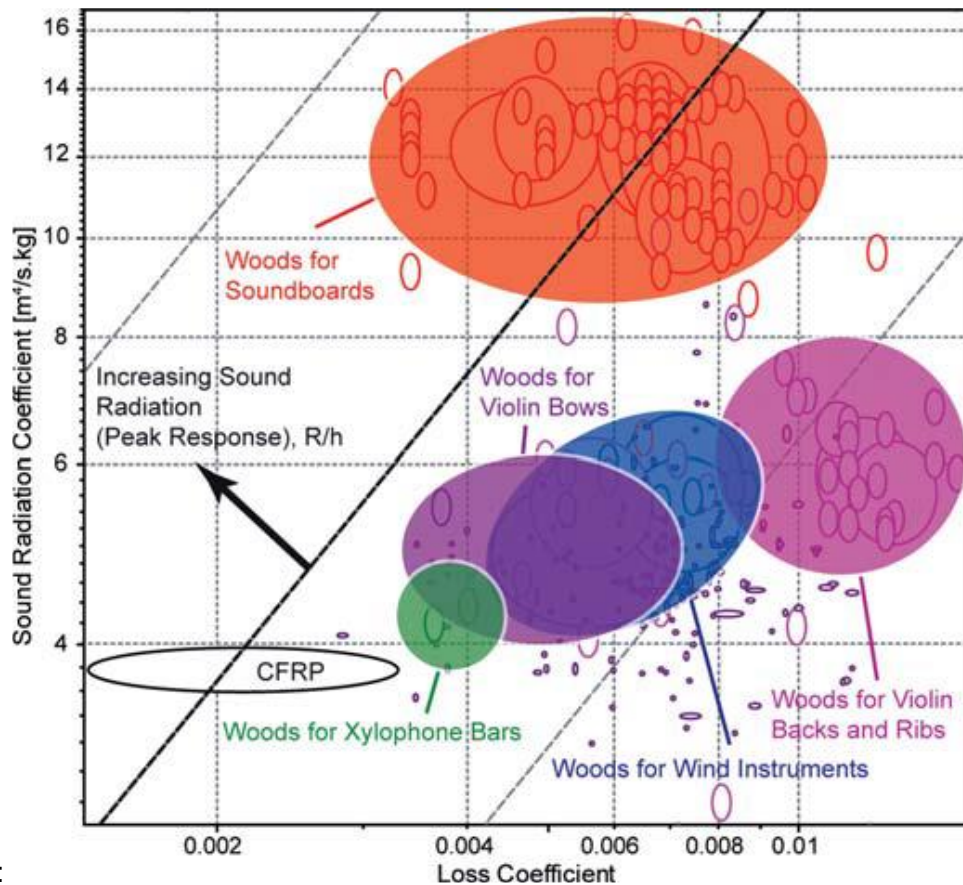 Sound Radiation Coefficient [m⁴/s.kg]
16
14
12
10
8
6
4
Woods for
Soundboards
Increasing Sound
Radiation
(Peak Response), R/h
Woods for
Violin Bows
CFRP
Woods for Xylophone Bars
Woods for Violin
Backs and Ribs
Woods for Wind Instruments
0.002
0.004
0.006
0.008
0.01
Loss Coefficient
: